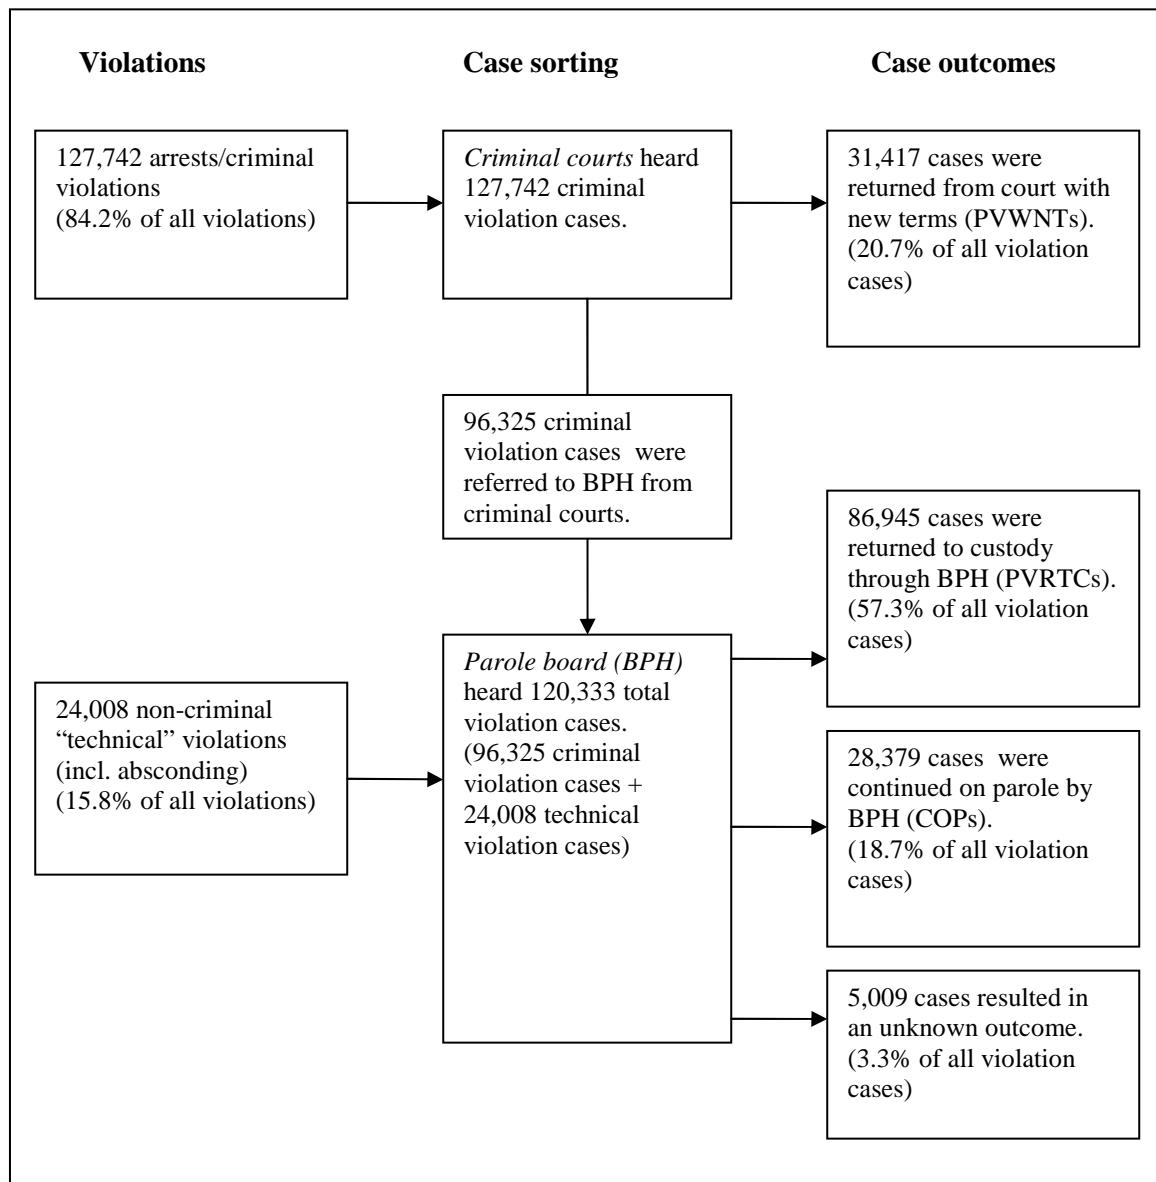 Violations
Case sorting
Case outcomes
127,742 arrests/criminal
violations
(84.2% of all violations)
Criminal courts heard
127,742 criminal
violation cases.
31,417 cases were
returned from court with
new terms (PVWNTs).
(20.7% of all violation
cases)
96,325 criminal
violation cases  were
referred to BPH from
criminal courts.
86,945 cases were
returned to custody
through BPH (PVRTCs).
(57.3% of all violation
cases)
24,008 non-criminal
“technical” violations
(incl. absconding)
(15.8% of all violations)
Parole board (BPH)
heard 120,333 total
violation cases.
(96,325 criminal
violation cases +
24,008 technical
violation cases)
28,379 cases  were
continued on parole by
BPH (COPs).
(18.7% of all violation
cases)
5,009 cases resulted in
an unknown outcome.
(3.3% of all violation
cases)